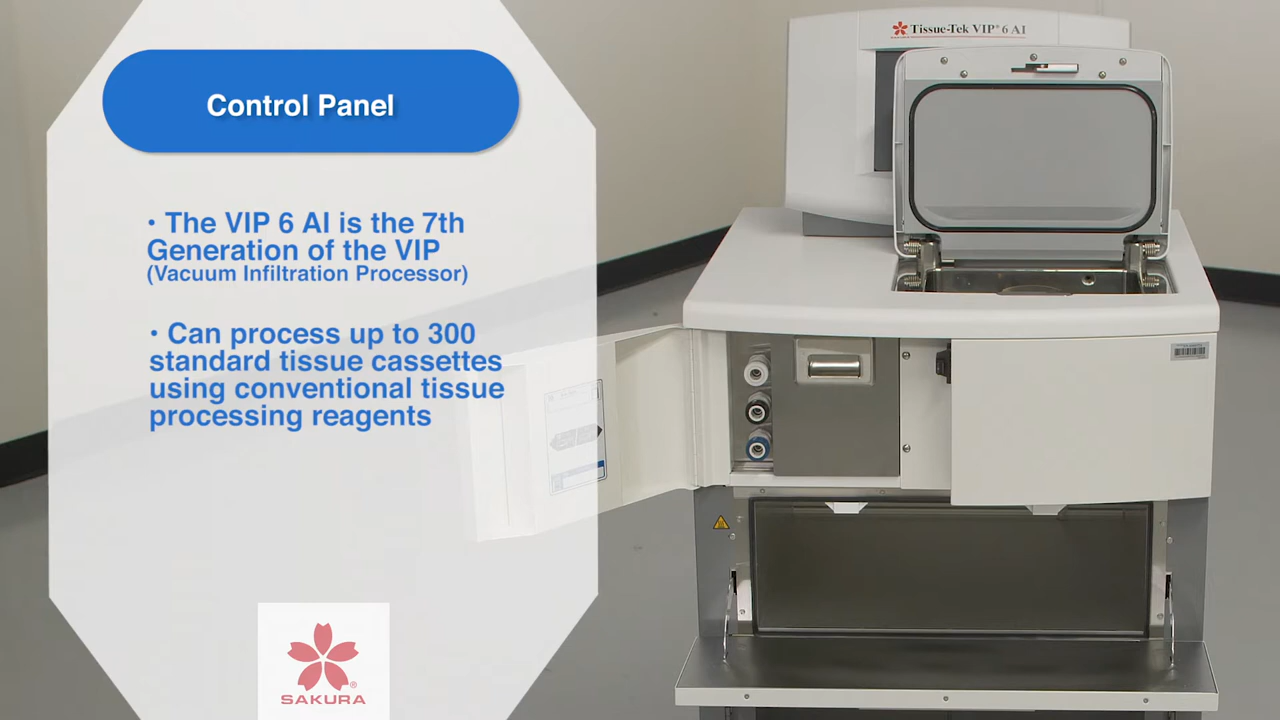 Control Panel
• The VIP 6 AI is the 7th
Generation of the VIP
(Vacuum Infiltration Processor)
• Can process up to 300
standard tissue cassettes
using conventional tissue
processing reagents
SAKURA®
Tissue-Tek VIP® 6 AI